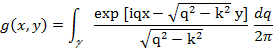 g(x,y) = ∫_γ exp [iqx − √(q² − k²) y] / √(q² − k²) dq/2π